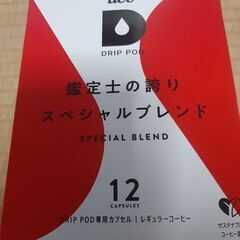 DRIP POD
鑑定士の誇り
スペシャルブレンド
SPECIAL BLEND
12
CAPSULES
DRIP POD専用カプセル | レギュラーコーヒー